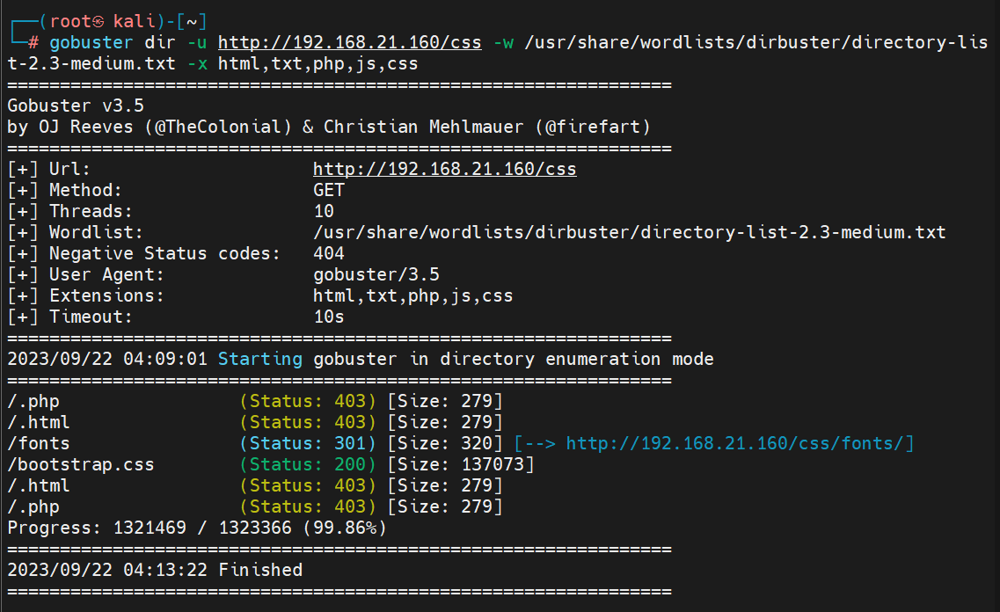 ┌──(root㉿ kali)-[~]
└─# gobuster dir -u http://192.168.21.160/css -w /usr/share/wordlists/dirbuster/directory-lis
t-2.3-medium.txt -x html,txt,php,js,css
===============================================================
Gobuster v3.5
by OJ Reeves (@TheColonial) & Christian Mehlmauer (@firefart)
===============================================================
[+] Url:                     http://192.168.21.160/css
[+] Method:                  GET
[+] Threads:                 10
[+] Wordlist:                /usr/share/wordlists/dirbuster/directory-list-2.3-medium.txt
[+] Negative Status codes:   404
[+] User Agent:              gobuster/3.5
[+] Extensions:              html,txt,php,js,css
[+] Timeout:                 10s
===============================================================
2023/09/22 04:09:01 Starting gobuster in directory enumeration mode
===============================================================
/.php                 (Status: 403) [Size: 279]
/.html                (Status: 403) [Size: 279]
/fonts                (Status: 301) [Size: 320] [--> http://192.168.21.160/css/fonts/]
/bootstrap.css        (Status: 200) [Size: 137073]
/.html                (Status: 403) [Size: 279]
/.php                 (Status: 403) [Size: 279]
Progress: 1321469 / 1323366 (99.86%)
===============================================================
2023/09/22 04:13:22 Finished
===============================================================